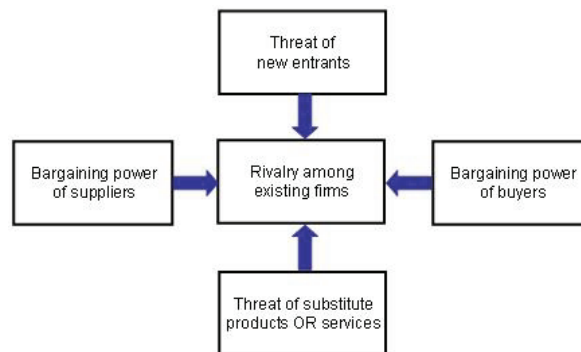 Threat of
new entrants
Bargaining power
of suppliers
Rivalry among
existing firms
Bargaining power
of buyers
Threat of substitute
products OR services